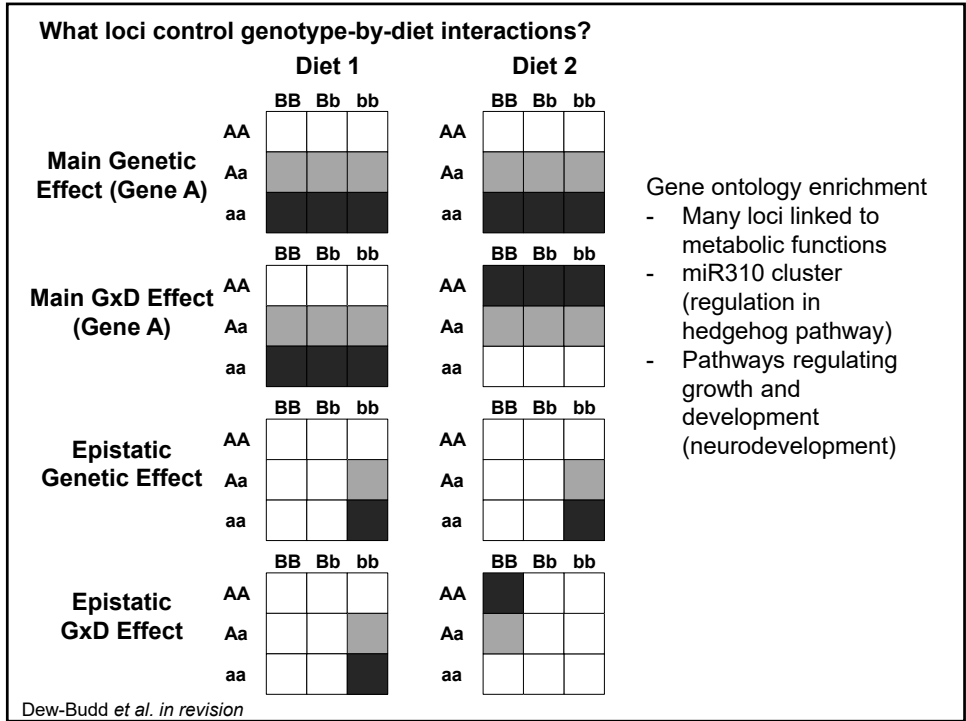 What loci control genotype-by-diet interactions?
Diet 1
Diet 2
BB Bb bb
BB Bb bb
Main Genetic
Effect (Gene A)
AA
Aa
aa
AA
Aa
aa
BB Bb bb
BB Bb bb
Main GxD Effect
(Gene A)
AA
Aa
aa
AA
Aa
aa
BB Bb bb
BB Bb bb
Epistatic
Genetic Effect
AA
Aa
aa
AA
Aa
aa
BB Bb bb
BB Bb bb
Epistatic
GxD Effect
AA
Aa
aa
AA
Aa
aa
Gene ontology enrichment
- Many loci linked to
metabolic functions
- miR310 cluster
(regulation in
hedgehog pathway)
- Pathways regulating
growth and
development
(neurodevelopment)
Dew-Budd et al. in revision